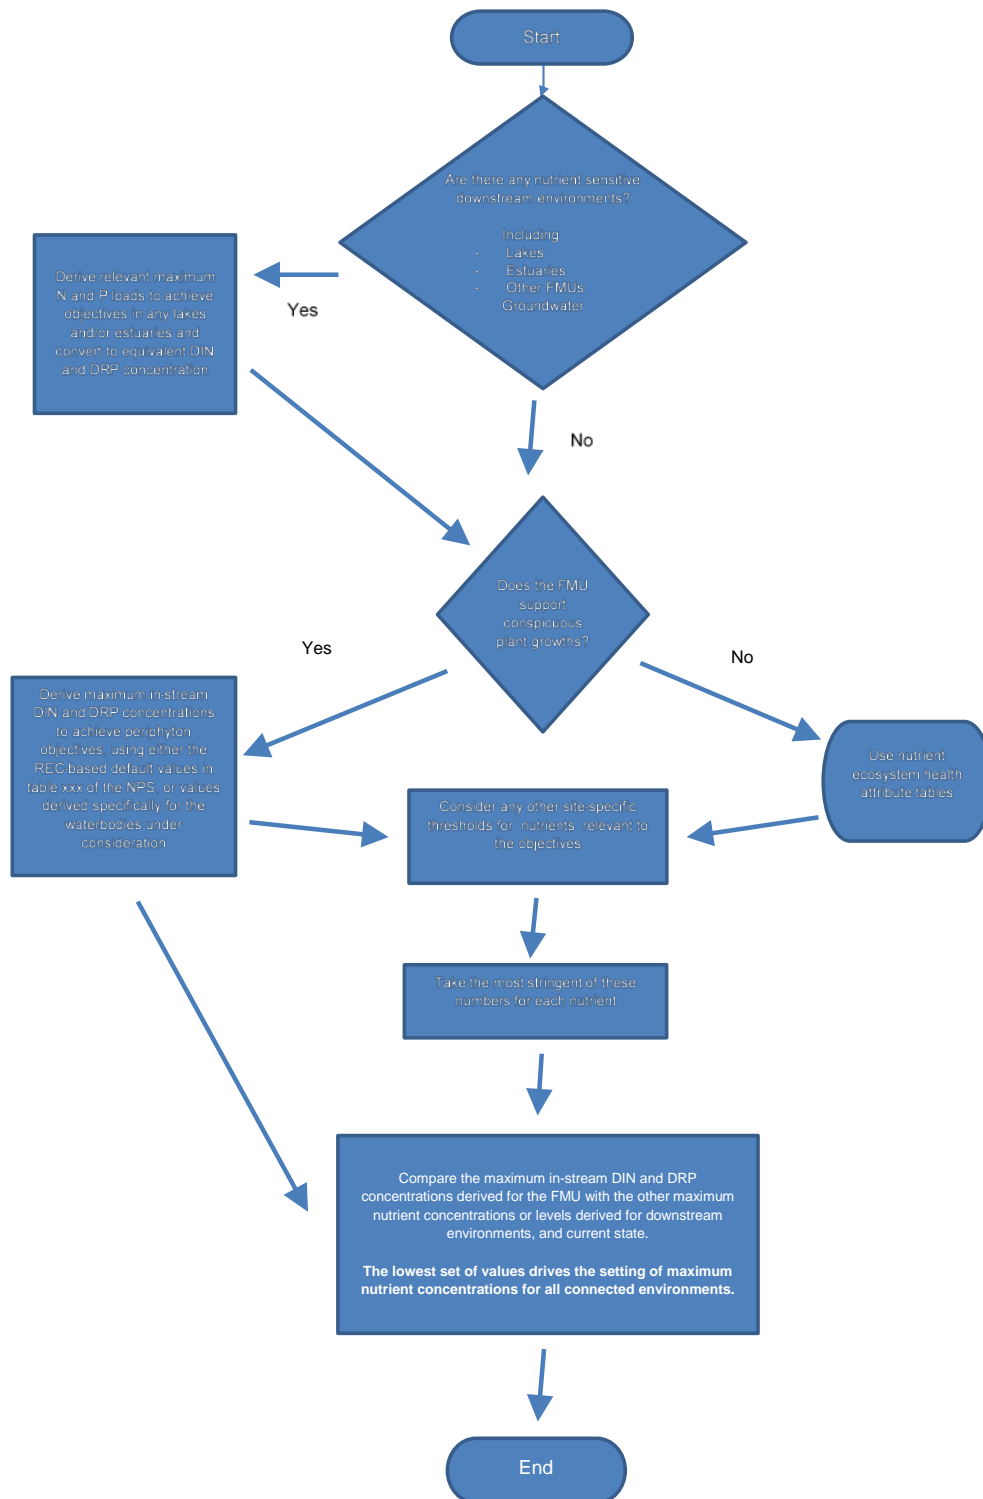 Start
Are there any nutrient sensitive
downstream environments?
Including
- Lakes
- Estuaries
- Other FMUs
Groundwater
Derive relevant maximum
N and P loads to achieve
objectives in any lakes
and/or estuaries and
convert to equivalent DIN
and DRP concentration
Yes
No
Does the FMU
support
conspicuous
plant growths?
Yes
No
Derive maximum in-stream
DIN and DRP concentrations
to achieve periphyton
objectives using either the
REC-based default values in
table xxx of the NPS, or values
derived specifically for the
waterbodies under
consideration
Use nutrient
ecosystem health
attribute tables
Consider any other site-specific
thresholds for nutrients relevant to
the objectives
Take the most stringent of these
numbers for each nutrient
Compare the maximum in-stream DIN and DRP
concentrations derived for the FMU with the other maximum
nutrient concentrations or levels derived for downstream
environments, and current state.
The lowest set of values drives the setting of maximum
nutrient concentrations for all connected environments.
End